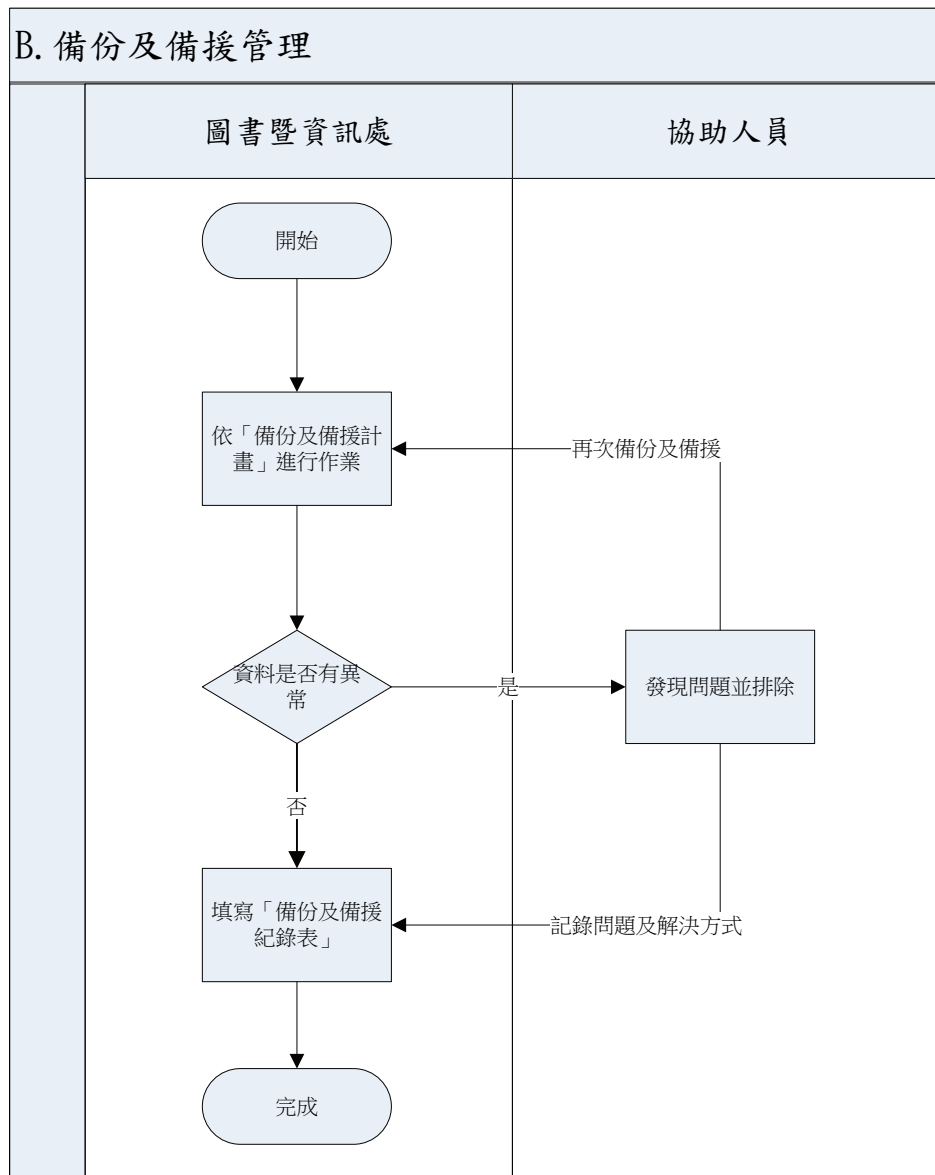 B.備份及備援管理
圖書暨資訊處
協助人員
開始
依「備份及備援計
畫」進行作業
再次備份及備援
資料是否有異
常
是
發現問題並排除
否
填寫「備份及備援
紀錄表」
記錄問題及解決方式
完成